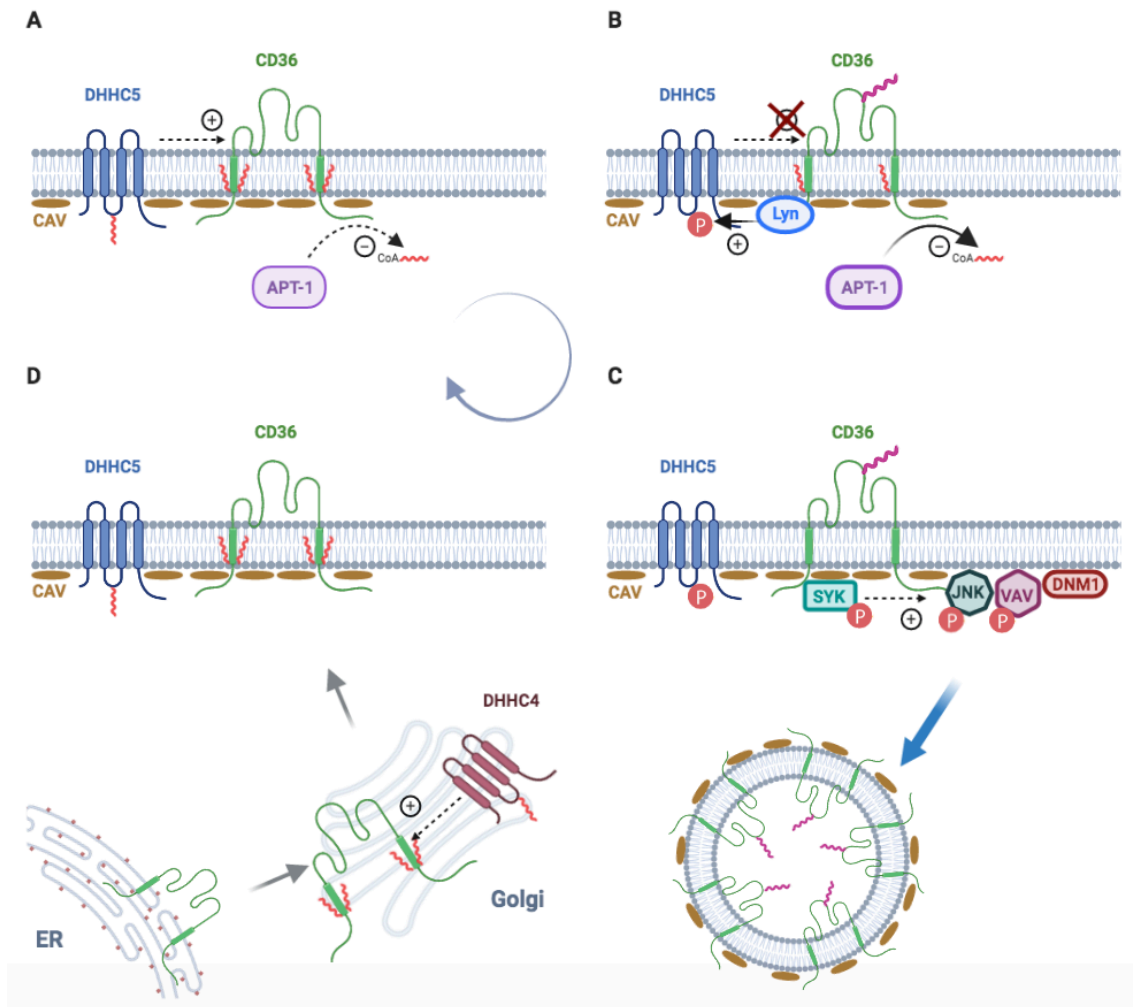 A
CD36
DHHC5
+
CAV
−
CoA
APT-1
B
CD36
DHHC5
+
CAV
Lyn
P
+
−
CoA
APT-1
D
CD36
DHHC5
CAV
C
CD36
DHHC5
CAV
P
SYK
P
+
JNK
P
VAV
P
DNM1
DHHC4
+
Golgi
ER